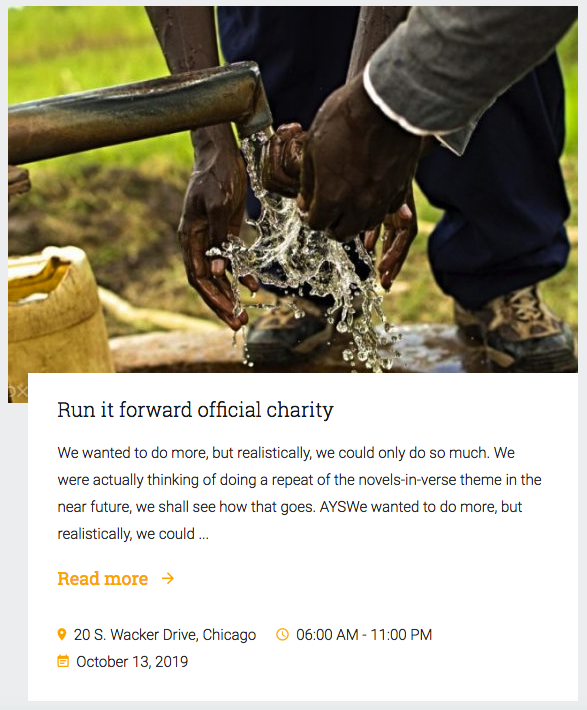 Run it forward official charity
We wanted to do more, but realistically, we could only do so much. We
were actually thinking of doing a repeat of the novels-in-verse theme in the
near future, we shall see how that goes. AYSWe wanted to do more, but
realistically, we could ...
Read more →
20 S. Wacker Drive, Chicago 06:00 AM - 11:00 PM
October 13, 2019